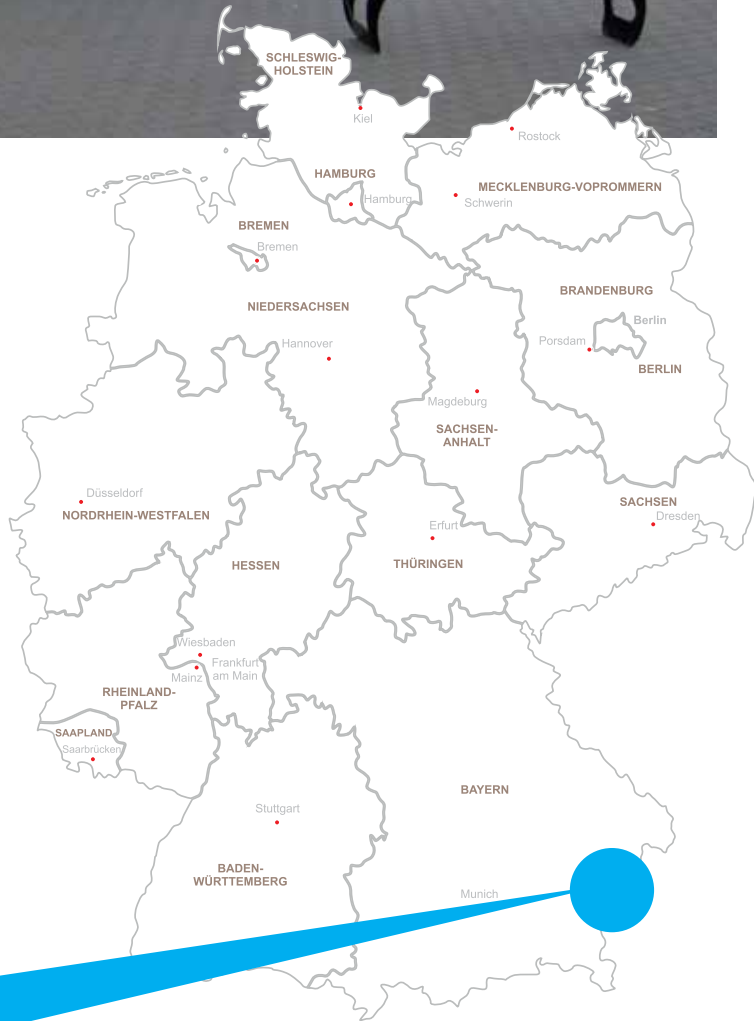 SCHLESWIG-
HOLSTEIN
Kiel
Rostock
HAMBURG
Hamburg
MECKLENBURG-VOPROMMERN
Schwerin
BREMEN
Bremen
BRANDENBURG
NIEDERSACHSEN
Berlin
Hannover
Porsdam
BERLIN
Magdeburg
SACHSEN-
ANHALT
Düsseldorf
NORDRHEIN-WESTFALEN
SACHSEN
Dresden
Erfurt
HESSEN
THÜRINGEN
Wiesbaden
Frankfurt
am Main
Mainz
RHEINLAND-
PFALZ
SAAPLAND
Saarbrücken
BAYERN
Stuttgart
BADEN-
WÜRTTEMBERG
Munich